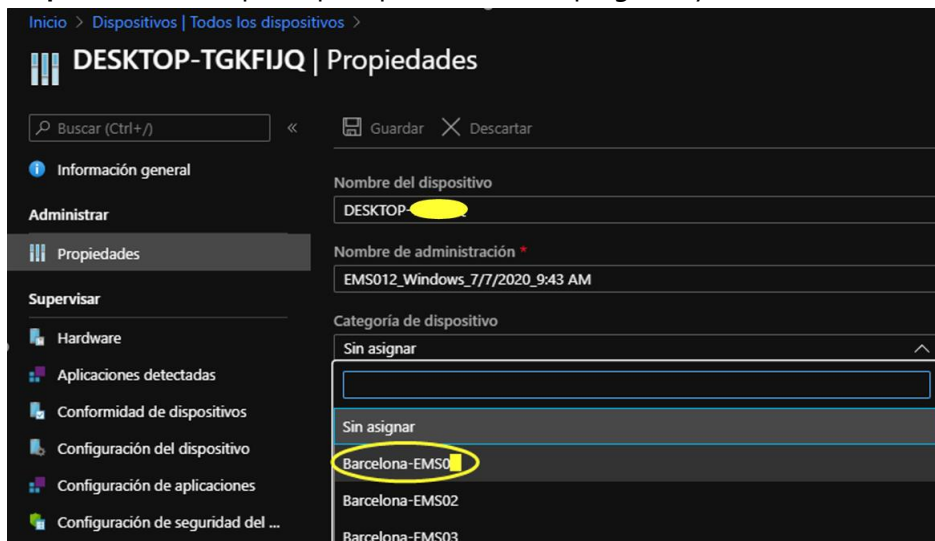 Inicio > Dispositivos | Todos los dispositivos >
DESKTOP-TGKFIJQ | Propiedades
Buscar (Ctrl+/)
«
Guardar
Descartar
Información general
Administrar
Propiedades
Supervisar
Hardware
Aplicaciones detectadas
Conformidad de dispositivos
Configuración del dispositivo
Configuración de aplicaciones
Configuración de seguridad del ...
Nombre del dispositivo
DESKTOP-
Nombre de administración *
EMS012_Windows_7/7/2020_9:43 AM
Categoría de dispositivo
Sin asignar
Sin asignar
Barcelona-EMS0
Barcelona-EMS02
Barcelona-EMS03